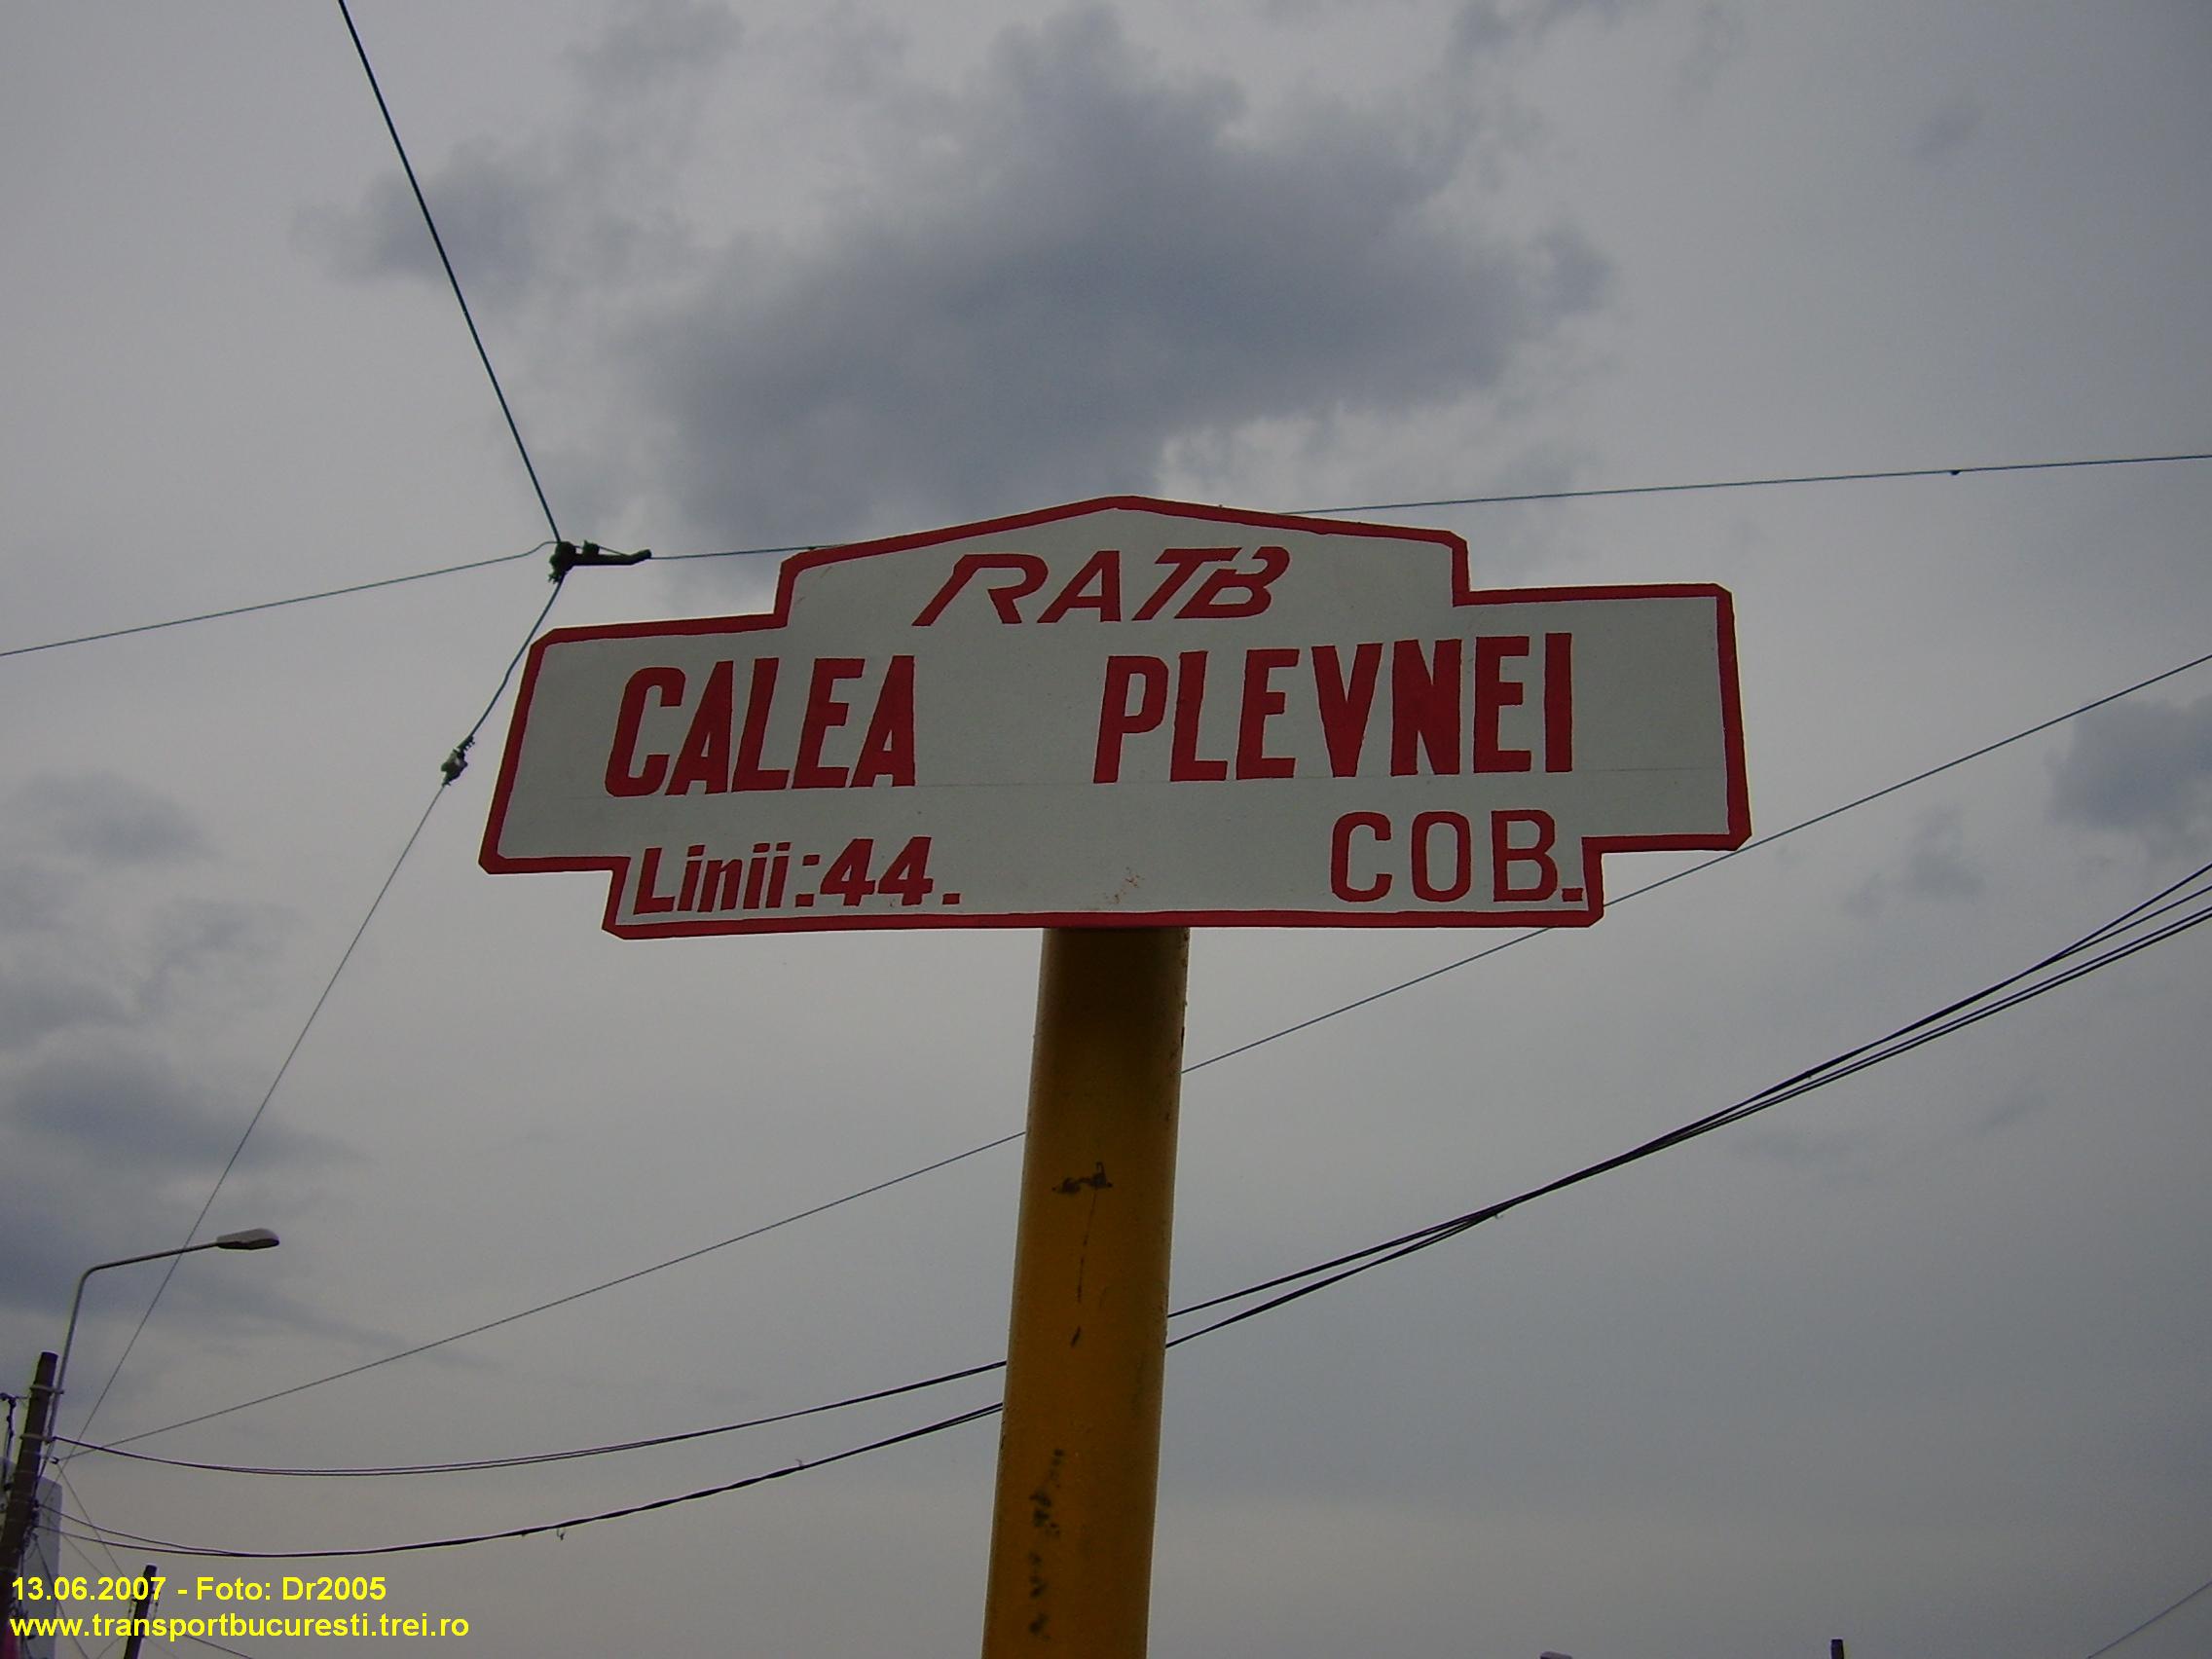 RATB
CALEA PLEVNEI
Linii:44. COB.
13.06.2007 - Foto: Dr2005
www.transportbucuresti.trei.ro